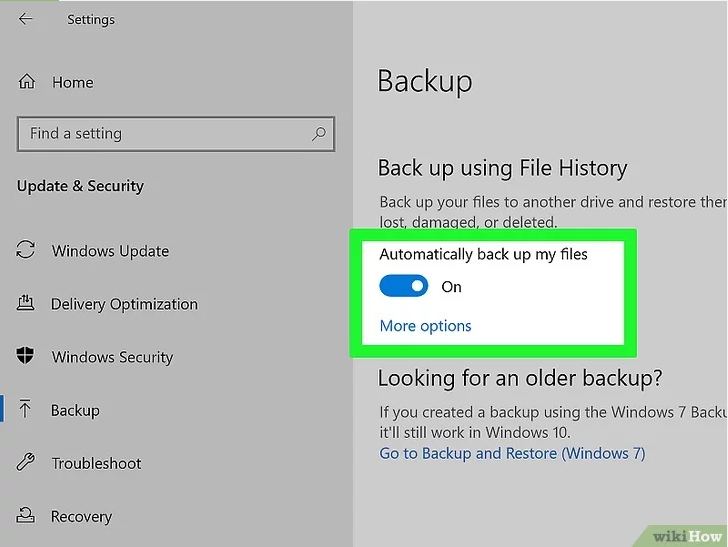 Settings
Home
Find a setting
Update & Security
Windows Update
Delivery Optimization
Windows Security
Backup
Troubleshoot
Recovery
Backup
Back up using File History
Back up your files to another drive and restore them
lost, damaged, or deleted.
Automatically back up my files
On
More options
Looking for an older backup?
If you created a backup using the Windows 7 Backu
it'll still work in Windows 10.
Go to Backup and Restore (Windows 7)
wikiHow